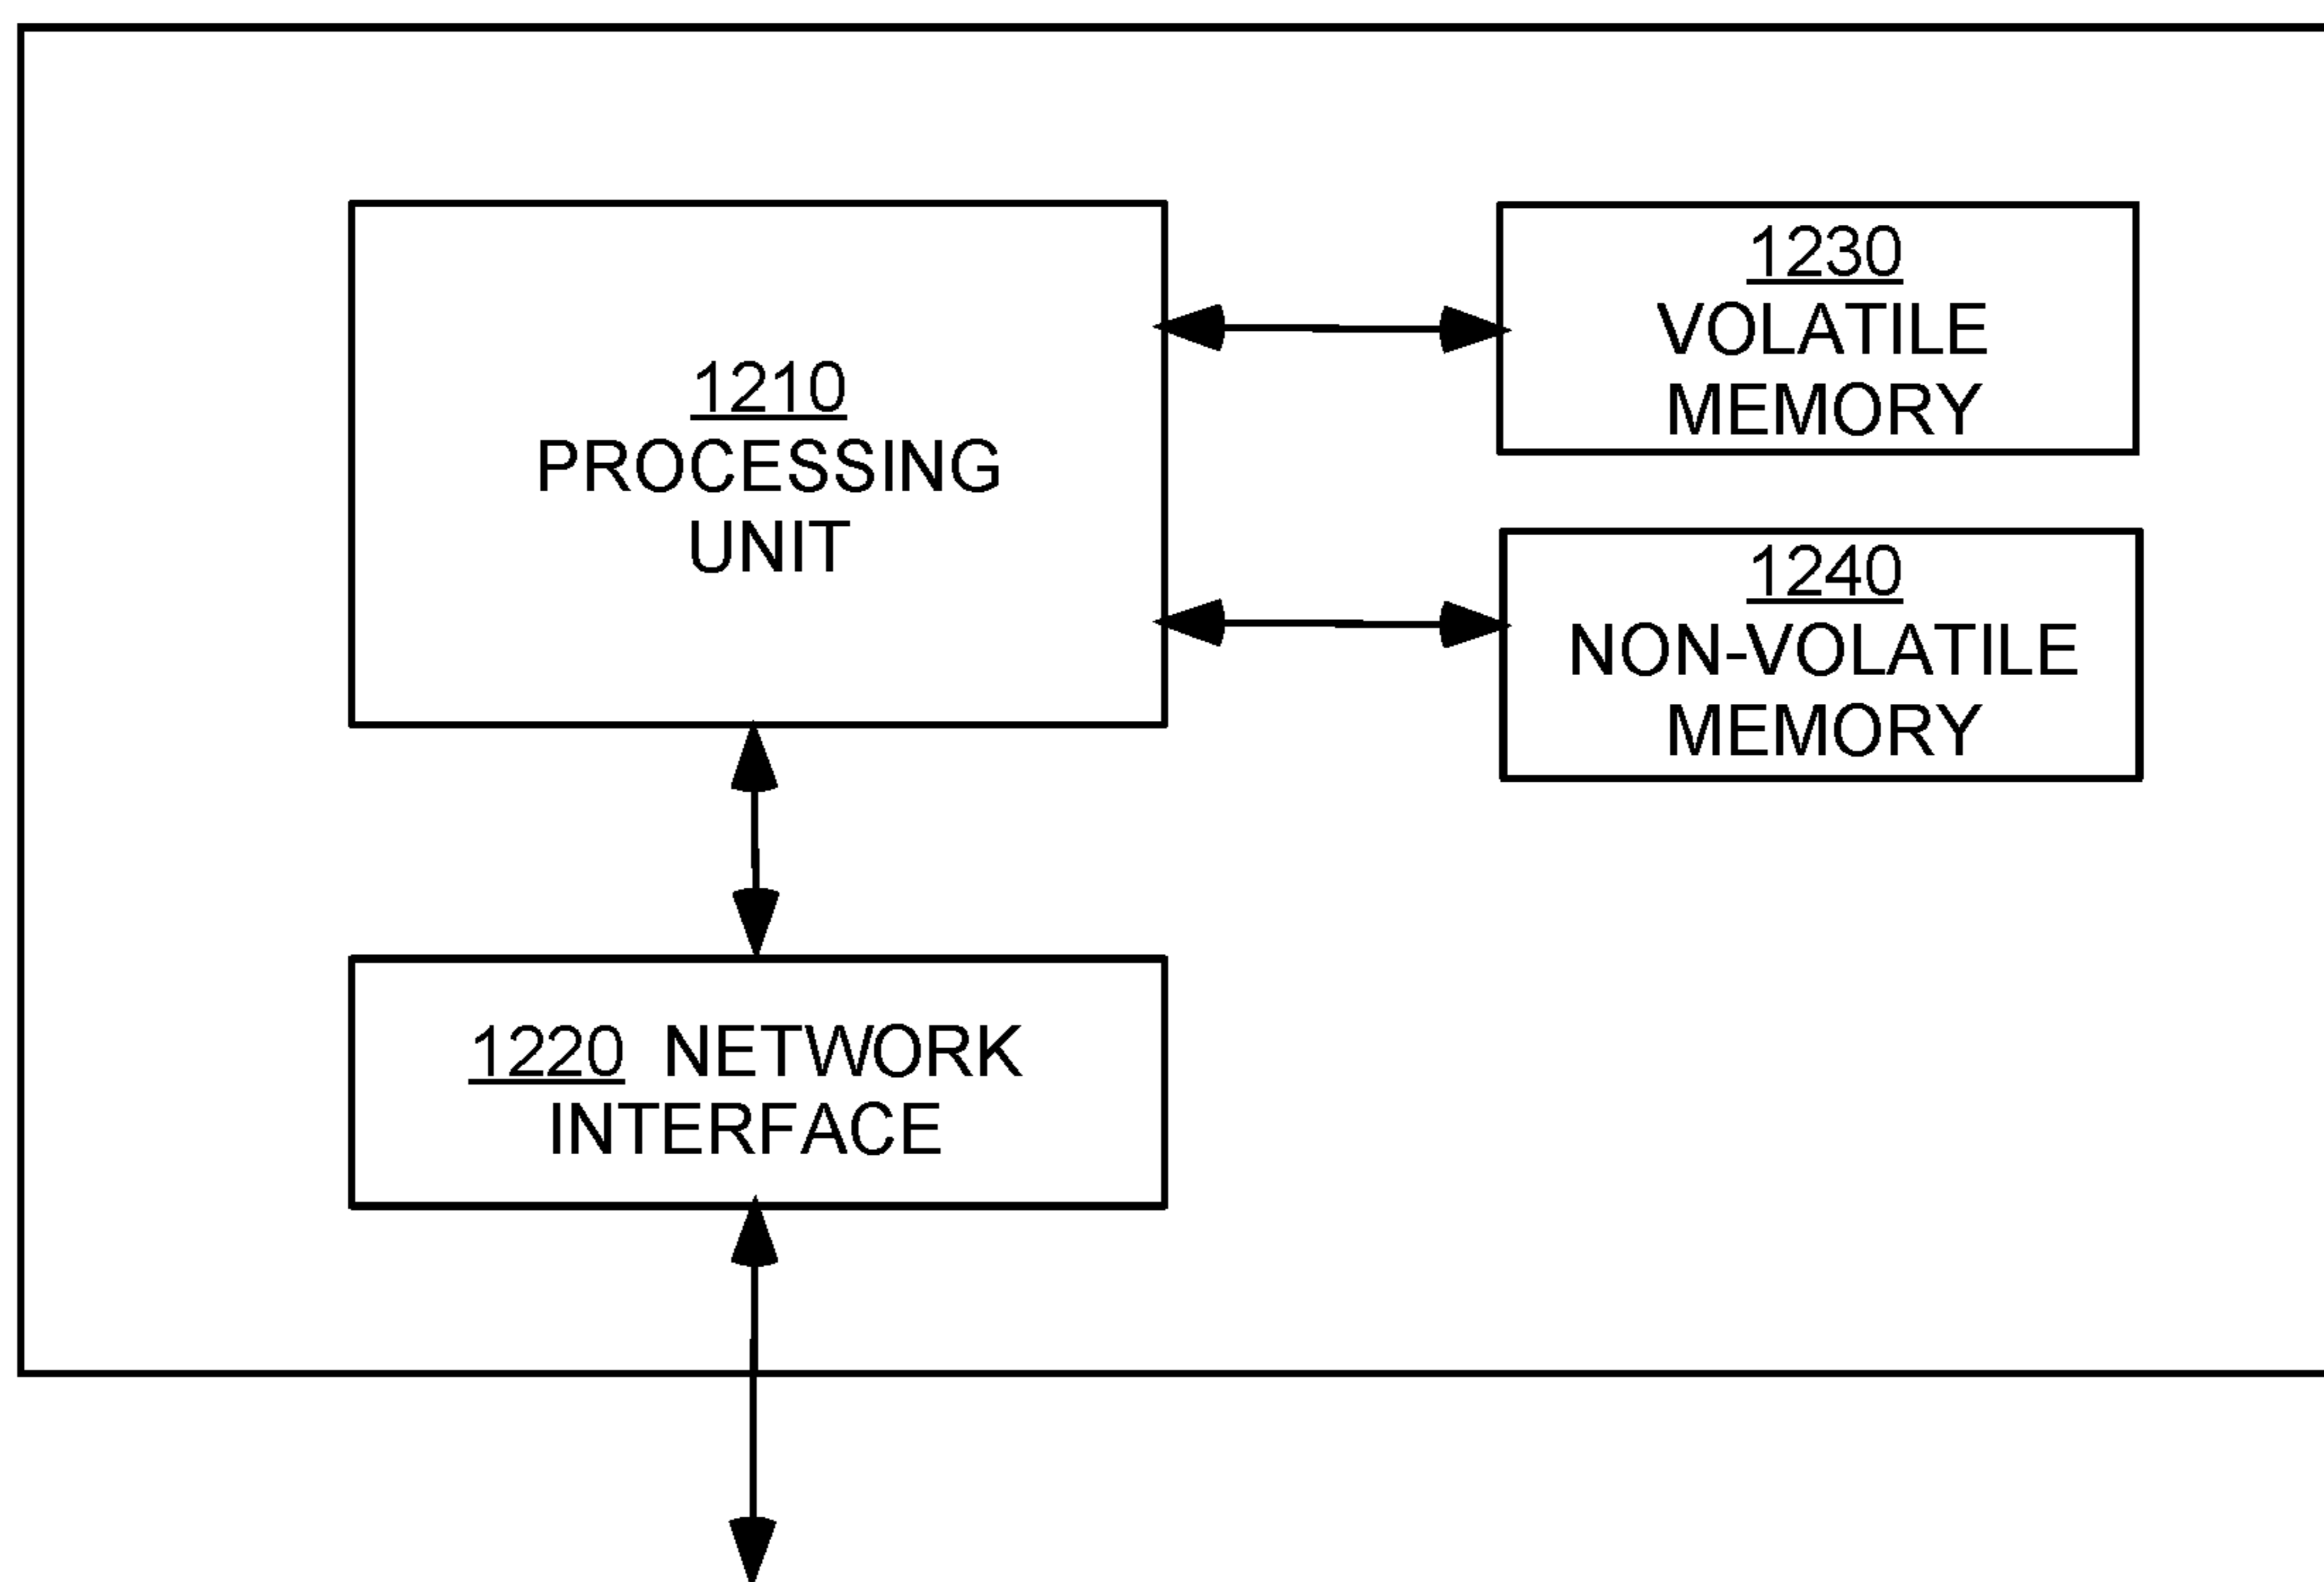 1210
PROCESSING
UNIT
1230
VOLATILE
MEMORY
1240
NON-VOLATILE
MEMORY
1220 NETWORK
INTERFACE